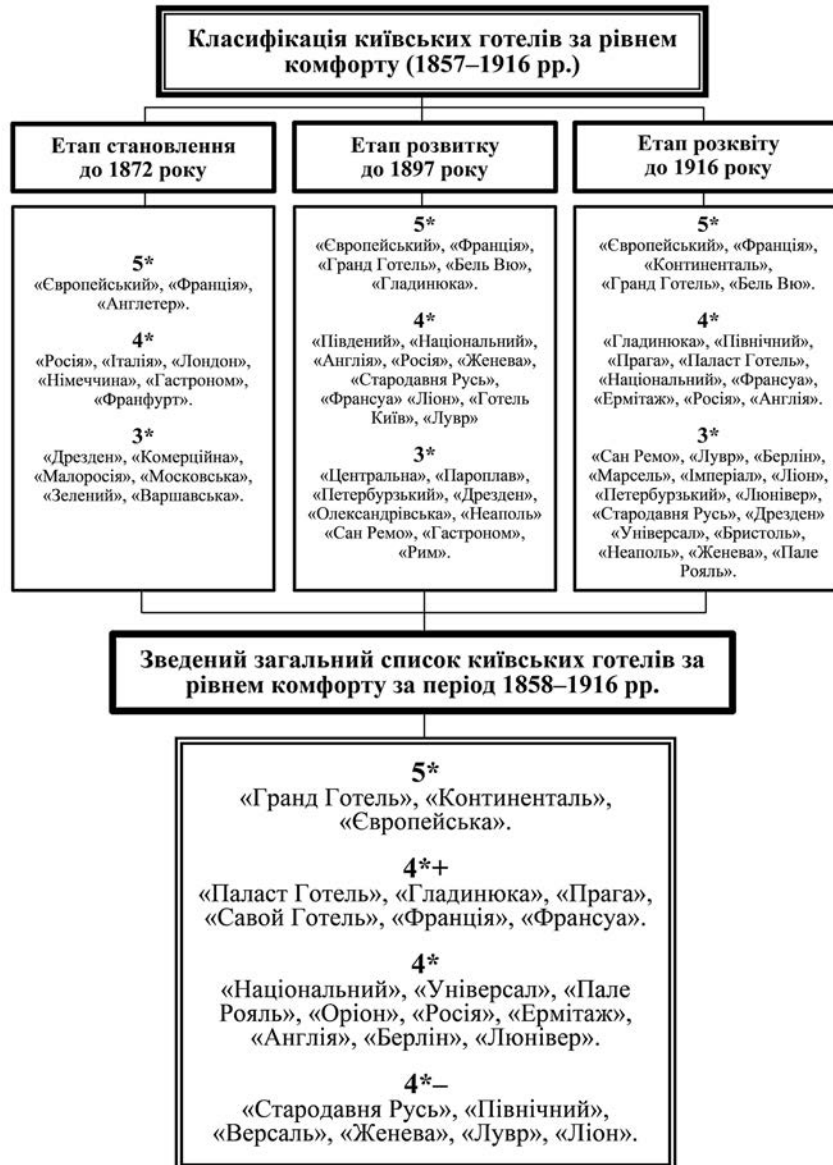 Класифікація київських готелів за рівнем
комфорту (1857–1916 рр.)
Етап становлення
до 1872 року
5*
«Європейський», «Франція»,
«Англетер».
4*
«Росія», «Італія», «Лондон»,
«Німеччина», «Гастроном»,
«Франфурт».
3*
«Дрезден», «Комерційна»,
«Малоросія», «Московська»,
«Зелений», «Варшавська».
Етап розвитку
до 1897 року
5*
«Європейський», «Франція»,
«Гранд Готель», «Бель Вю»,
«Гладинюка».
4*
«Південий», «Національний»,
«Англія», «Росія», «Женева»,
«Стародавня Русь»,
«Франсуа» «Ліон», «Готель
Київ», «Лувр»
3*
«Центральна», «Пароплав»,
«Петербурзький», «Дрезден»,
«Олександрівська», «Неаполь»
«Сан Ремо», «Гастроном»,
«Рим».
Етап розквіту
до 1916 року
5*
«Європейський», «Франція»,
«Континенталь»,
«Гранд Готель», «Бель Вю».
4*
«Гладинюка», «Північний»,
«Прага», «Паласт Готель»,
«Національний», «Франсуа»,
«Ермітаж», «Росія», «Англія».
3*
«Сан Ремо», «Лувр», «Берлін»,
«Марсель», «Імперіал», «Ліон»,
«Петербурзький», «Люнівер»,
«Стародавня Русь», «Дрезден»
«Універсал», «Бристоль»,
«Неаполь», «Женева», «Пале
Рояль».
Зведений загальний список київських готелів за
рівнем комфорту за період 1858–1916 рр.
5*
«Гранд Готель», «Континенталь»,
«Європейська».
4*+
«Паласт Готель», «Гладинюка», «Прага»,
«Савой Готель», «Франція», «Франсуа».
4*
«Національний», «Універсал», «Пале
Рояль», «Оріон», «Росія», «Ермітаж»,
«Англія», «Берлін», «Люнівер».
4*–
«Стародавня Русь», «Північний»,
«Версаль», «Женева», «Лувр», «Ліон».